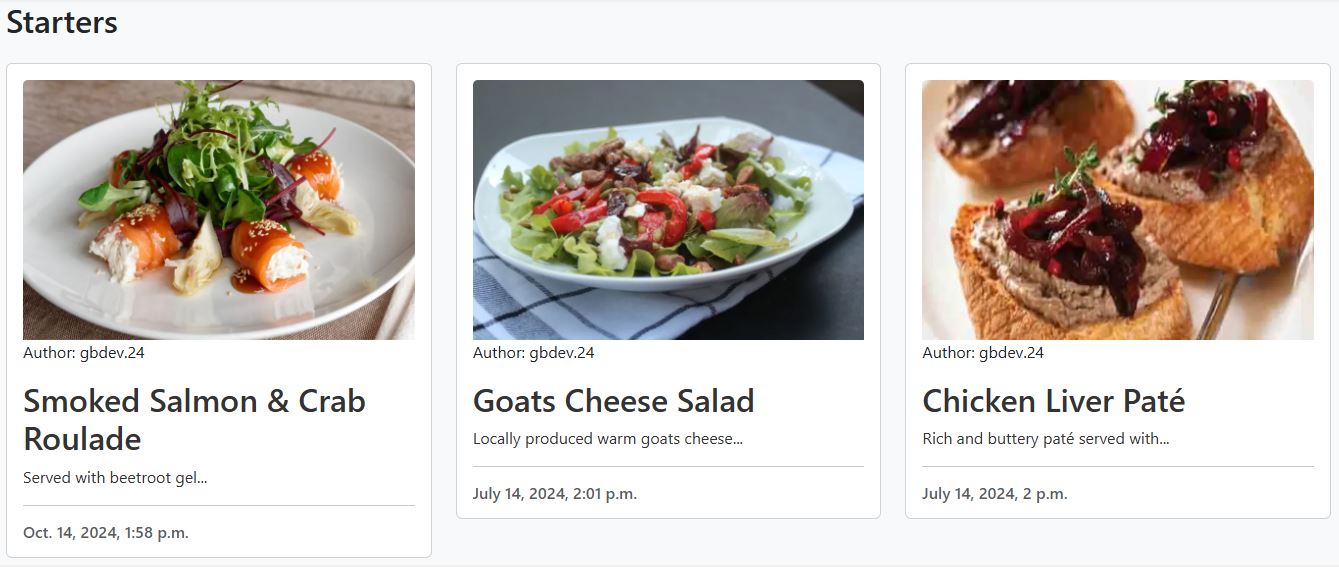 Starters
Author: gbdev.24
Smoked Salmon & Crab
Roulade
Served with beetroot gel...
Oct. 14, 2024, 1:58 p.m.
Author: gbdev.24
Goats Cheese Salad
Locally produced warm goats cheese...
July 14, 2024, 2:01 p.m.
Author: gbdev.24
Chicken Liver Paté
Rich and buttery paté served with...
July 14, 2024, 2 p.m.